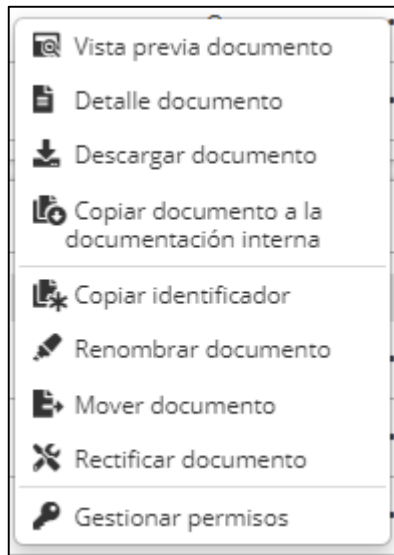 Vista previa documento
Detalle documento
Descargar documento
Copiar documento a la
documentación interna
Copiar identificador
Renombrar documento
Mover documento
Rectificar documento
Gestionar permisos